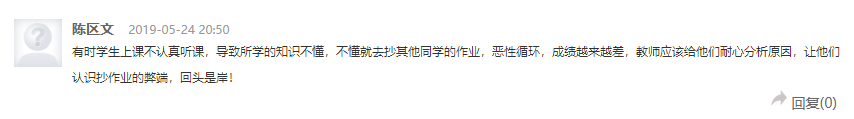 陈区文 2019-05-24 20:50
有时学生上课不认真听课，导致所学的知识不懂，不懂就去抄其他同学的作业，恶性循环，成绩越来越差，教师应该给他们耐心分析原因，让他们
认识抄作业的弊端，回头是岸！
回复(0)